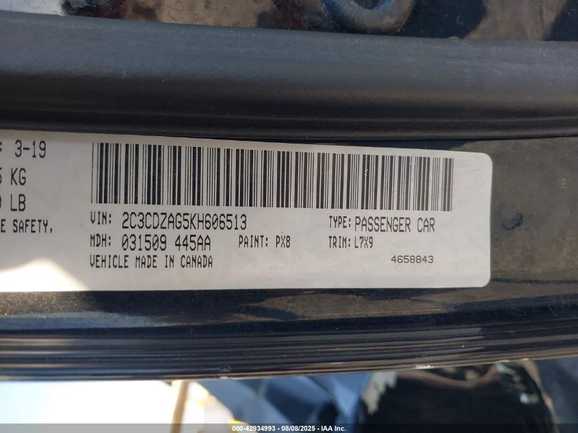 : 3-19
KG
LB
E SAFETY,
VIN: 2C3CDZAG5KH606513 TYPE: PASSENGER CAR
MDH: 031509 445AA PAINT: PX8 TRIM: L7X9
VEHICLE MADE IN CANADA
4658843
000-42934993 - 08/08/2025 - IAA Inc.